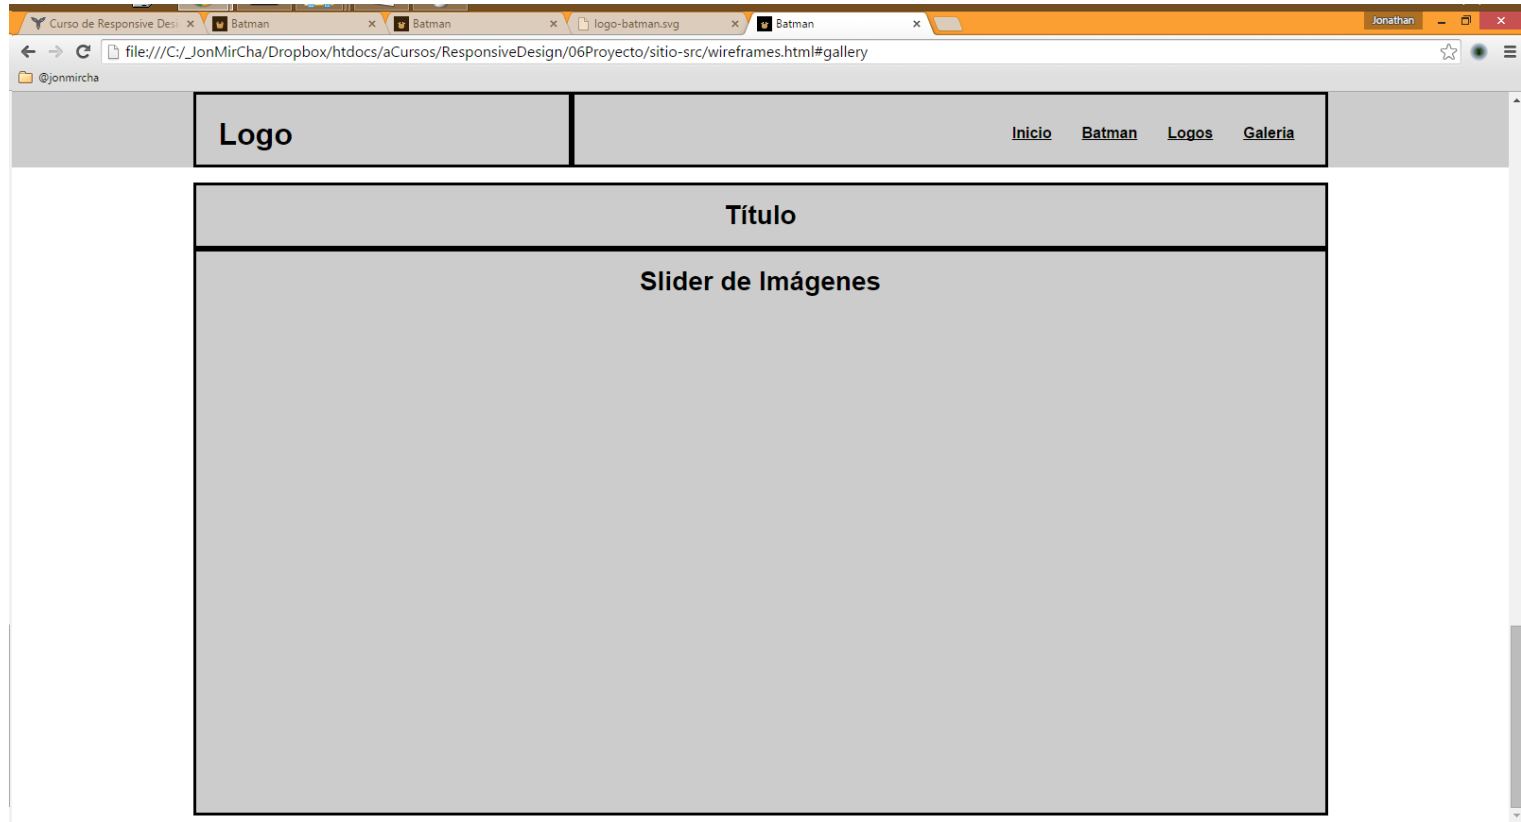 Curso de Responsive Desi
Batman
Batman
logo-batman.svg
Batman
Jonathan
file:///C:/_JonMirCha/Dropbox/htdocs/aCursos/ResponsiveDesign/06Proyecto/sitio-src/wireframes.html#gallery
@jonmircha
Logo
Inicio Batman Logos Galeria
Título
Slider de Imágenes